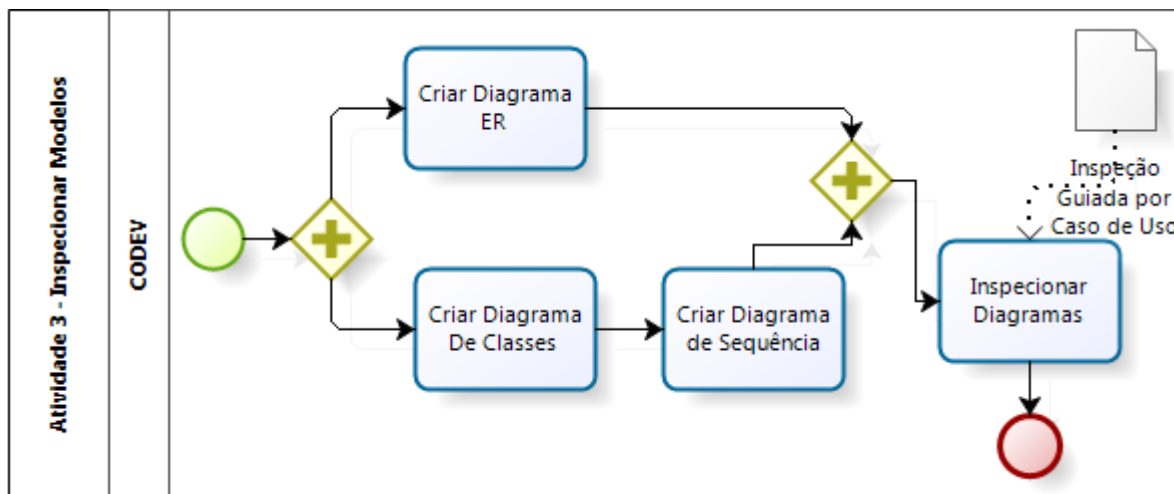 Atividade 3 - Inspecionar Modelos
CODEV
Criar Diagrama
ER
Criar Diagrama
De Classes
Criar Diagrama
de Sequência
Inspeção
Guiada por
Caso de Uso
Inspecionar
Diagramas